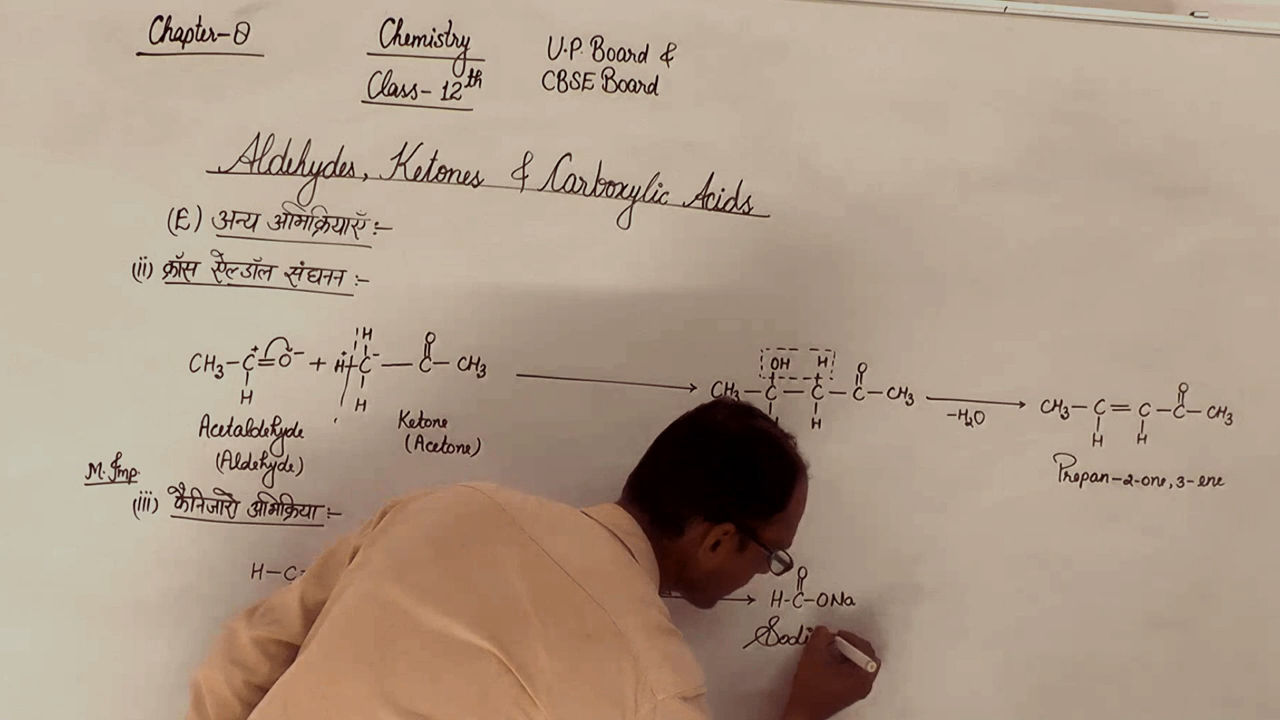 Chapter-8
Chemistry
Class-12th
U.P. Board &
CBSE Board
Aldehydes, Ketones & Carboxylic Acids
(E) अन्य अभिक्रियाएँ :-
(ii) क्रॉस ऐल्डॉल संघनन :-
H
CH3-C=O + H-C-C-CH3
O
H
H
Acetaldehyde
(Aldehyde)
Ketone
(Acetone)
OH H O
CH3-C-C-C-CH3
H
-H2O
O
CH3-C=C-C-CH3
H H
Propan-2-one, 3-ene
M. Imp.
(iii) कैनिजारो अभिक्रिया :-
H-C
O
H-C-ONa
Sodi